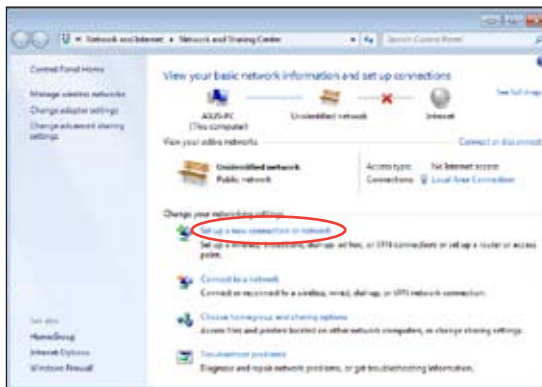 Network and Internet ▸ Network and Sharing Center
Search Control Panel
Control Panel Home
Manage wireless networks
Change adapter settings
Change advanced sharing
settings
View your basic network information and set up connections
See full map
ASUS-PC
(This computer)
Unidentified network
Internet
View your active networks
Connect or disconnect
Unidentified network
Public network
Access type: No Internet access
Connections: Local Area Connection
Change your networking settings
Set up a new connection or network
Set up a wireless, broadband, dial-up, ad hoc, or VPN connection; or set up a router or access
point.
Connect to a network
Connect or reconnect to a wireless, wired, dial-up, or VPN network connection.
Choose homegroup and sharing options
Access files and printers located on other network computers, or change sharing settings.
Troubleshoot problems
Diagnose and repair network problems, or get troubleshooting information.
See also
HomeGroup
Internet Options
Windows Firewall